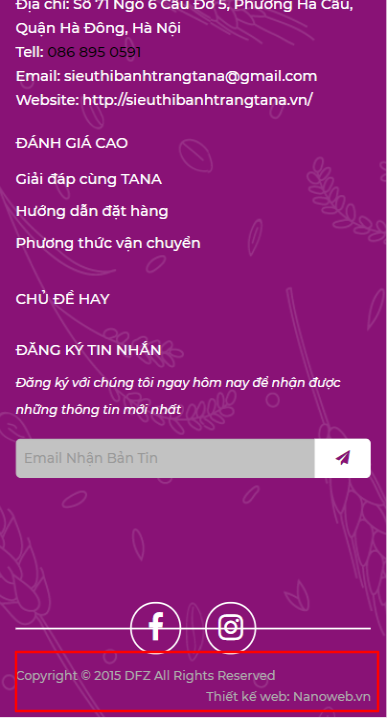 Địa chỉ: Số 71 Ngõ 6 Cầu Đơ 5, Phường Hà Cầu,
Quận Hà Đông, Hà Nội
Tell: 086 895 0591
Email: sieuthibanhtrangtana@gmail.com
Website: http://sieuthibanhtrangtana.vn/
ĐÁNH GIÁ CAO
Giải đáp cùng TANA
Hướng dẫn đặt hàng
Phương thức vận chuyển
CHỦ ĐỀ HAY
ĐĂNG KÝ TIN NHẮN
Đăng ký với chúng tôi ngay hôm nay để nhận được
những thông tin mới nhất
Email Nhận Bản Tin
Copyright © 2015 DFZ All Rights Reserved
Thiết kế web: Nanoweb.vn